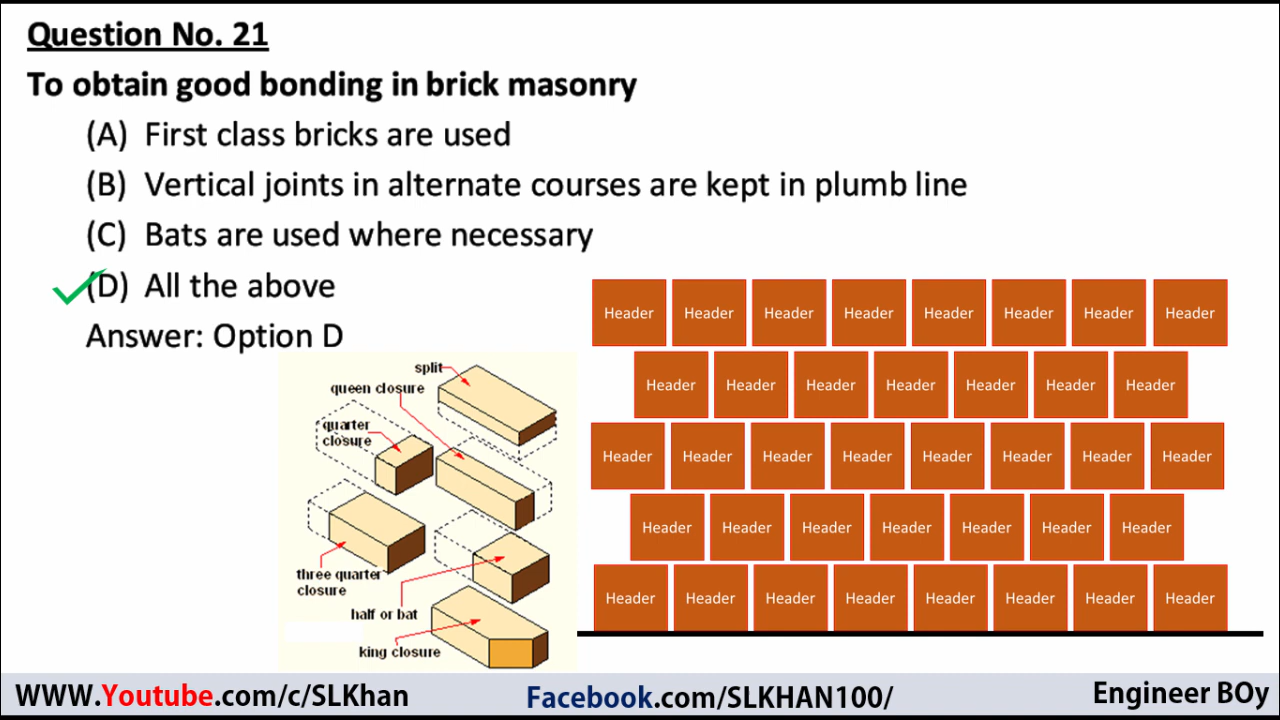 Question No. 21
To obtain good bonding in brick masonry
(A) First class bricks are used
(B) Vertical joints in alternate courses are kept in plumb line
(C) Bats are used where necessary
(D) All the above
Answer: Option D
split
queen closure
quarter
closure
three quarter
closure
half or bat
king closure
Header Header Header Header Header Header Header Header
Header Header Header Header Header Header Header
Header Header Header Header Header Header Header Header
Header Header Header Header Header Header Header
Header Header Header Header Header Header Header Header
WWW.Youtube.com/c/SLKhan
Facebook.com/SLKHAN100/
Engineer BOy